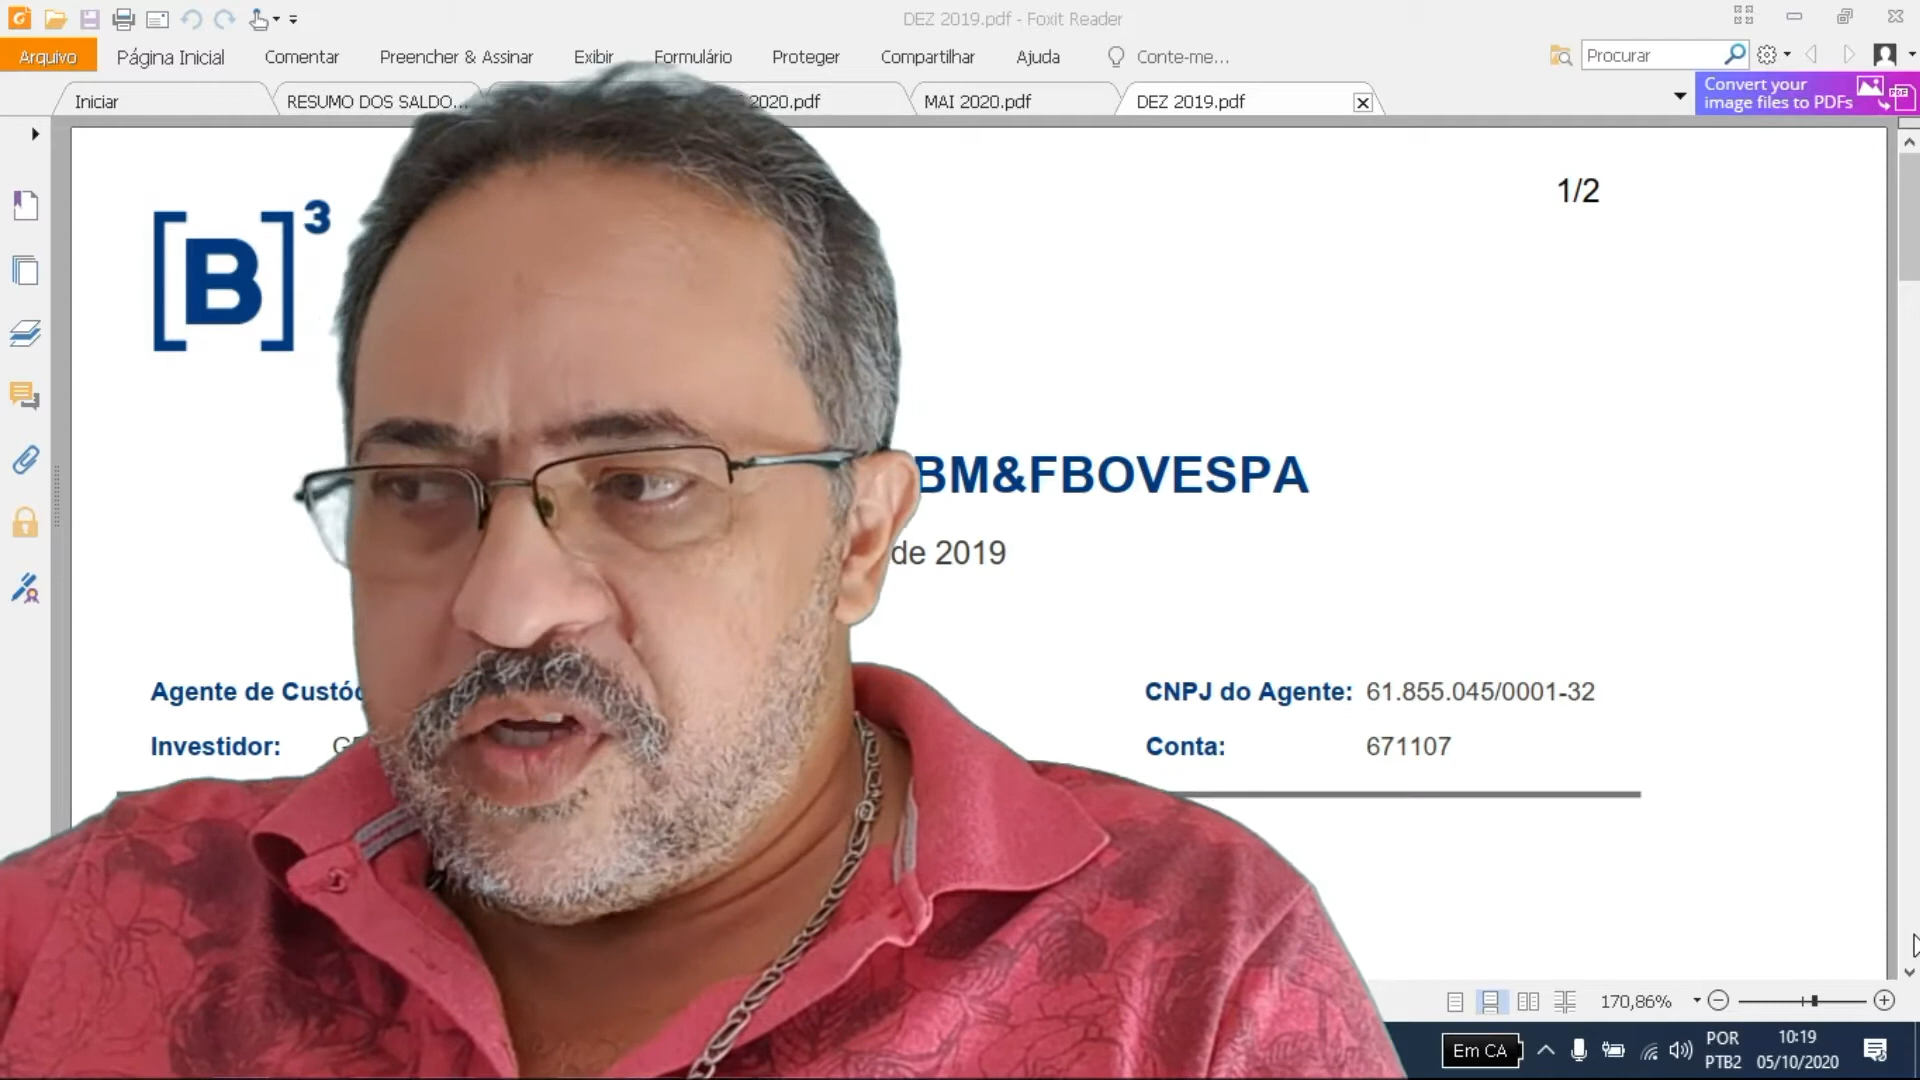 DEZ 2019.pdf - Foxit Reader
Arquivo Página Inicial Comentar Preencher & Assinar Exibir Formulário Proteger Compartilhar Ajuda Conte-me... Procurar
Iniciar RESUMO DOS SALDO... 2020.pdf MAI 2020.pdf DEZ 2019.pdf
Convert your
image files to PDFs
PDF
1/2
[B]³
BM&FBOVESPA
de 2019
Agente de Custód CNPJ do Agente: 61.855.045/0001-32
Investidor: Conta: 671107
170,86%
Em CA POR 10:19
PTB2 05/10/2020